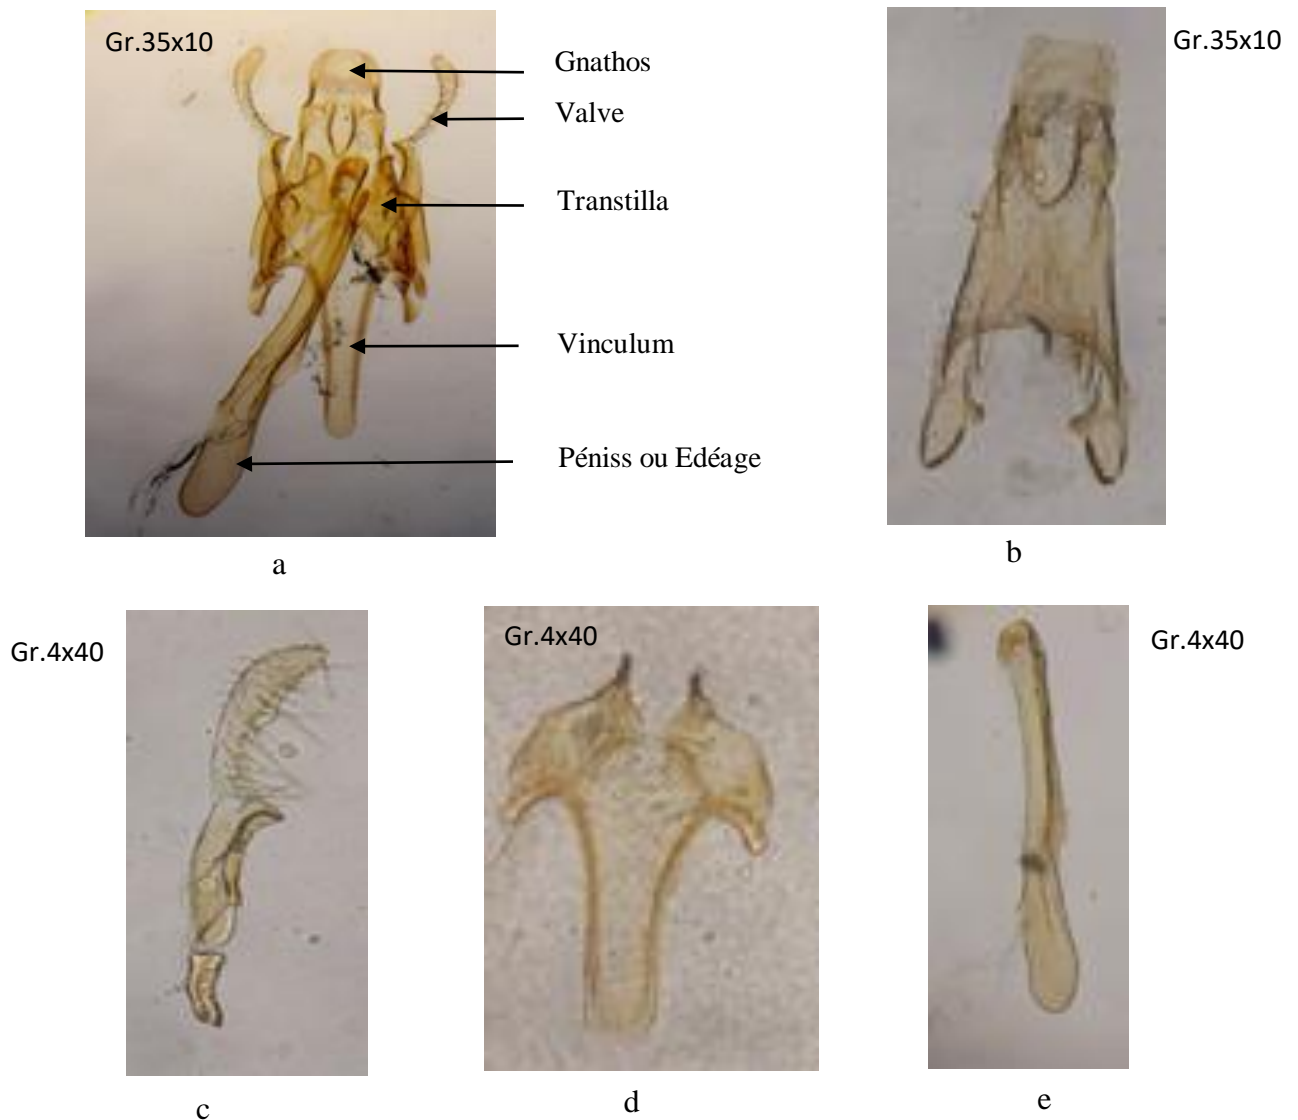 Gr.35x10
Gnathos
Valve
Transtilla
Vinculum
Péniss ou Edéage
a
Gr.35x10
b
Gr.4x40
c
Gr.4x40
d
Gr.4x40
e